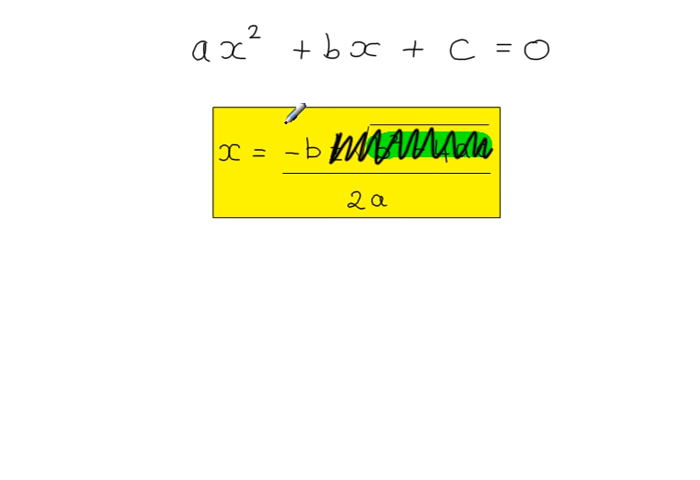 ax² + bx + c = 0
x = -b
2a